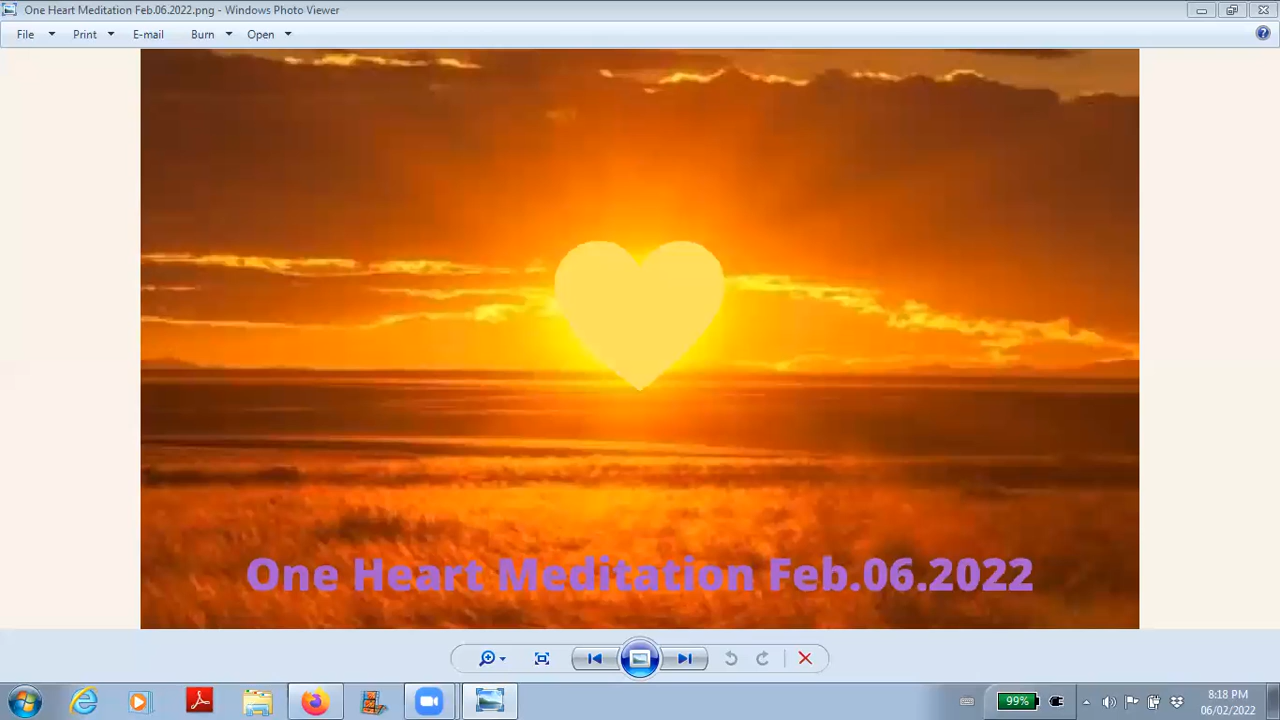 One Heart Meditation Feb.06.2022.png - Windows Photo Viewer
File Print E-mail Burn Open
One Heart Meditation Feb.06.2022
99%
8:18 PM
06/02/2022